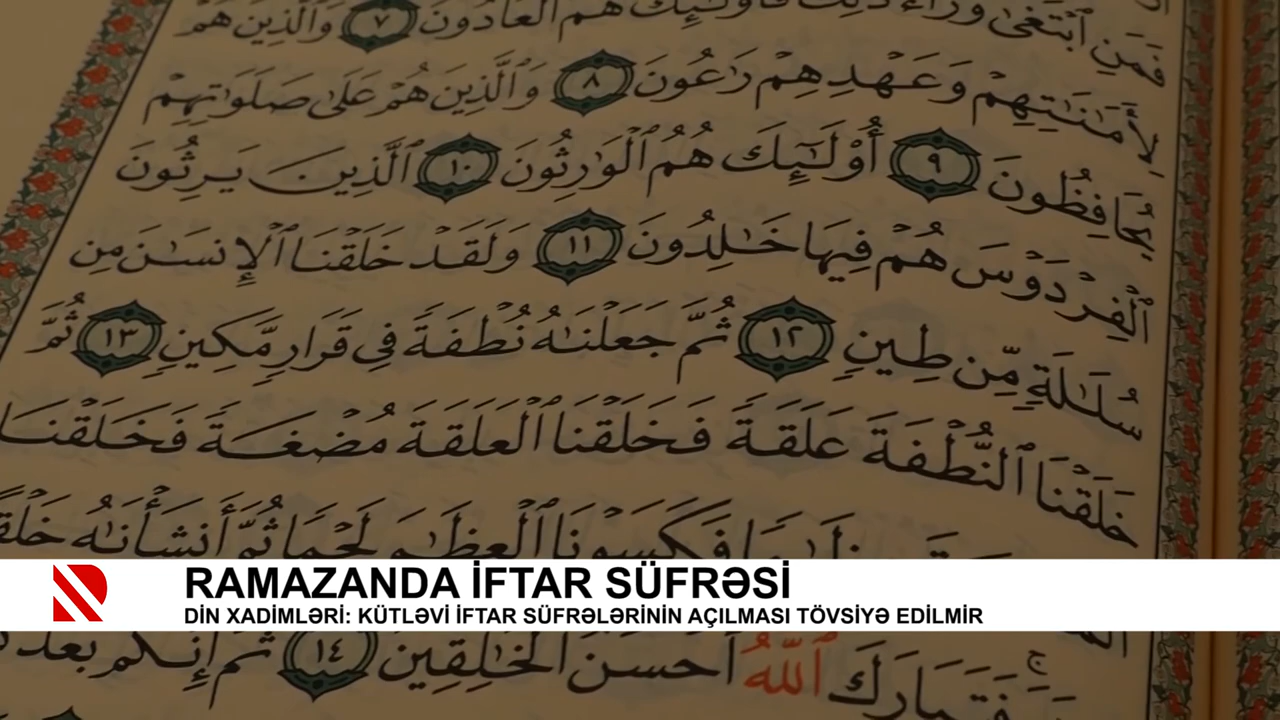 فَمَنِ ٱبْتَغَىٰ وَرَآءَ ذَٰلِكَ فَأُو۟لَـٰٓئِكَ هُمُ ٱلْعَادُونَ ٧ وَٱلَّذِينَ هُمْ
لِأَمَـٰنَـٰتِهِمْ وَعَهْدِهِمْ رَٰعُونَ ٨ وَٱلَّذِينَ هُمْ عَلَىٰ صَلَوَٰتِهِمْ
يُحَافِظُونَ ٩ أُو۟لَـٰٓئِكَ هُمُ ٱلْوَٰرِثُونَ ١٠ ٱلَّذِينَ يَرِثُونَ
ٱلْفِرْدَوْسَ هُمْ فِيهَا خَـٰلِدُونَ ١١ وَلَقَدْ خَلَقْنَا ٱلْإِنسَـٰنَ مِن
سُلَـٰلَةٍ مِّن طِينٍ ١٢ ثُمَّ جَعَلْنَـٰهُ نُطْفَةً فِى قَرَارٍ مَّكِينٍ ١٣ ثُمَّ
خَلَقْنَا ٱلنُّطْفَةَ عَلَقَةً فَخَلَقْنَا ٱلْعَلَقَةَ مُضْغَةً فَخَلَقْنَا
فَكَسَوْنَا ٱلْعِظَـٰمَ لَحْمًا ثُمَّ أَنشَأْنَـٰهُ
RAMAZANDA İFTAR SÜFRƏSİ
DİN XADİMLƏRİ: KÜTLƏVİ İFTAR SÜFRƏLƏRİNİN AÇILMASI TÖVSİYƏ EDİLMİR
فَتَبَارَكَ ٱللَّهُ أَحْسَنُ ٱلْخَـٰلِقِينَ ١٤ ثُمَّ إِنَّكُم بَعْدَ